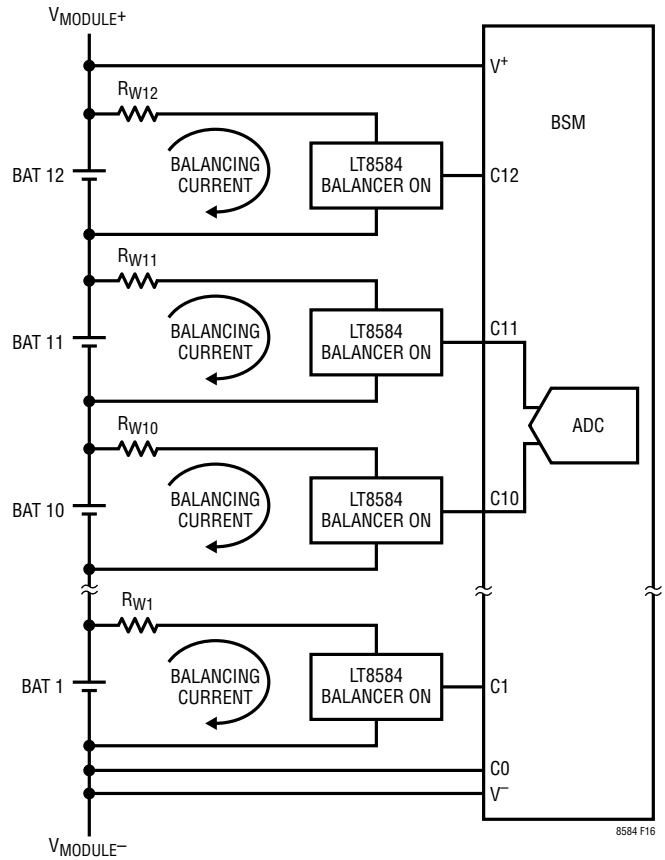 VMODULE+
V+
BSM
RW12
BAT 12
BALANCING
CURRENT
LT8584
BALANCER ON
C12
RW11
BAT 11
BALANCING
CURRENT
LT8584
BALANCER ON
C11
ADC
RW10
BAT 10
BALANCING
CURRENT
LT8584
BALANCER ON
C10
RW1
BAT 1
BALANCING
CURRENT
LT8584
BALANCER ON
C1
C0
V–
8584 F16
VMODULE–